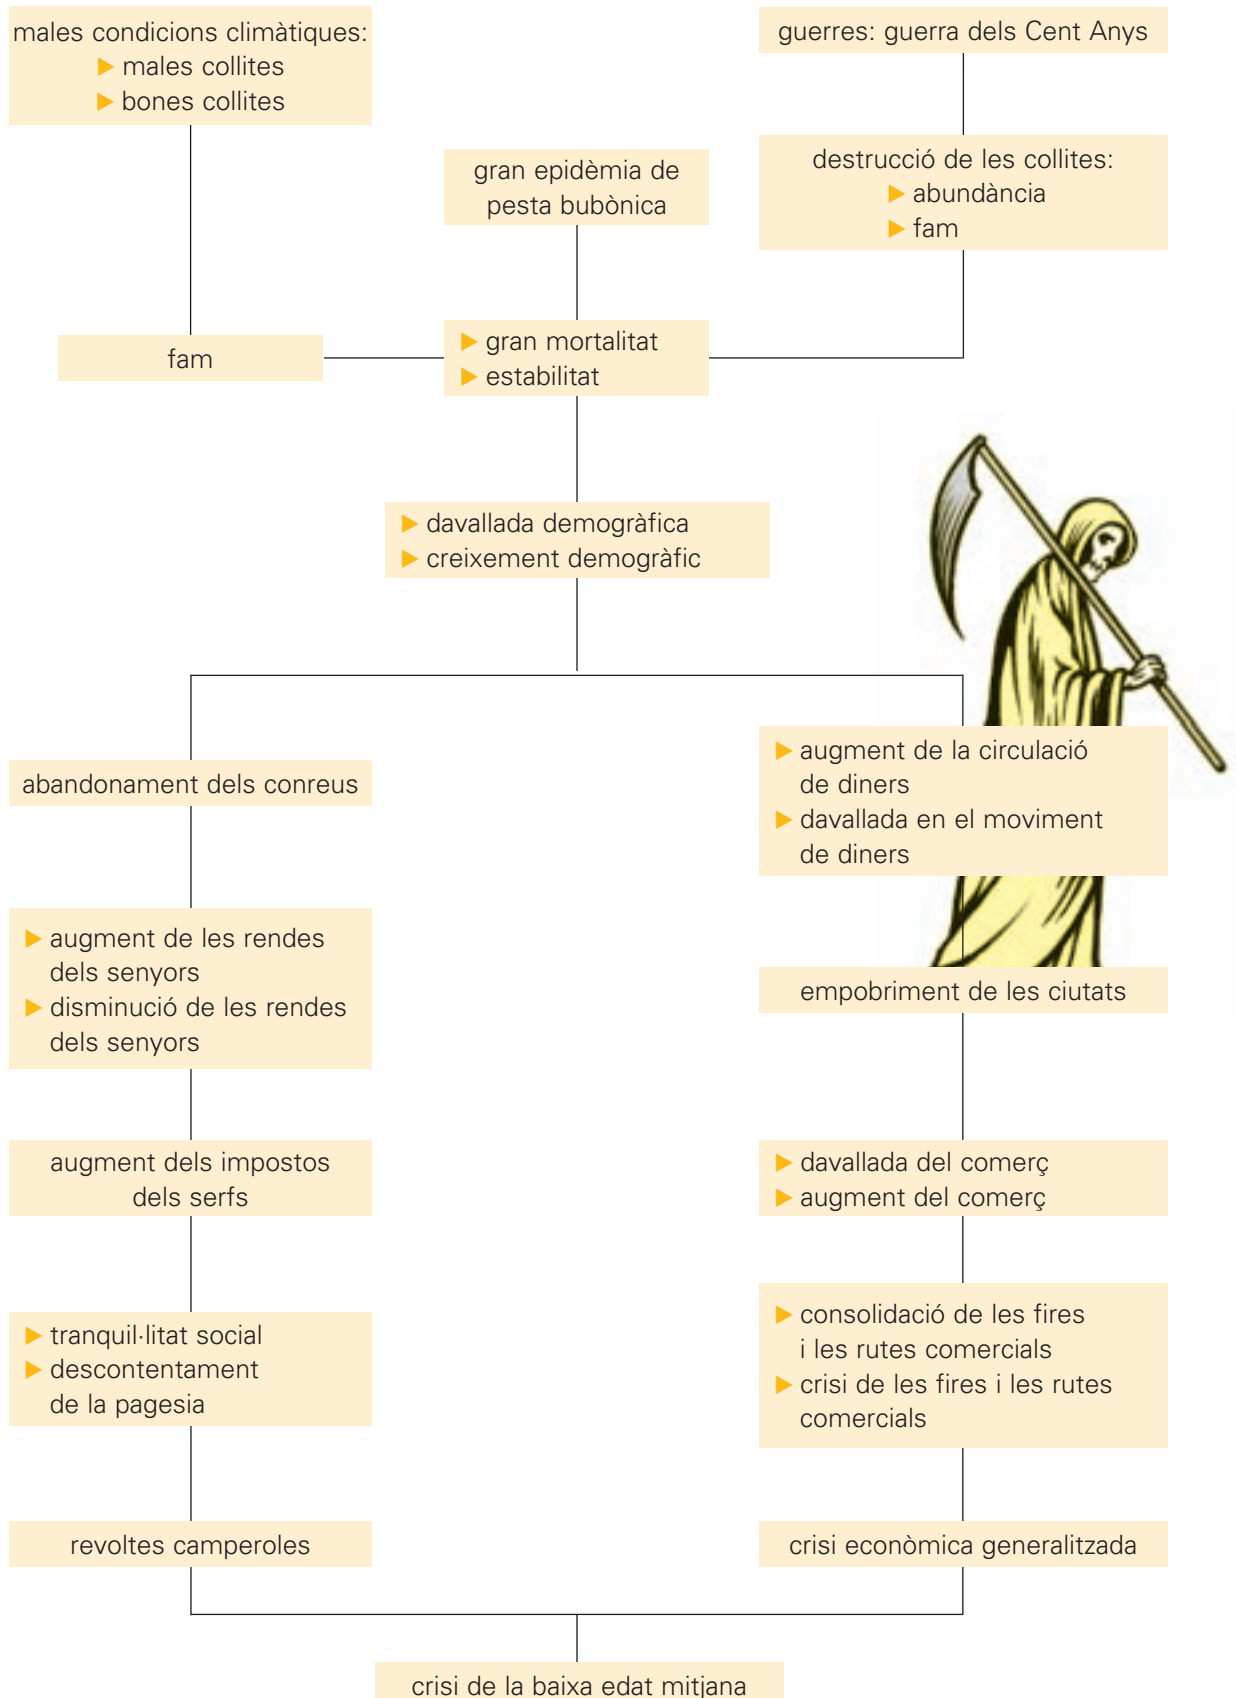 males condicions climàtiques:
▶ males collites
▶ bones collites
guerres: guerra dels Cent Anys
gran epidèmia de
pesta bubònica
destrucció de les collites:
▶ abundància
▶ fam
fam
▶ gran mortalitat
▶ estabilitat
▶ davallada demogràfica
▶ creixement demogràfic
abandonament dels conreus
▶ augment de la circulació
de diners
▶ davallada en el moviment
de diners
▶ augment de les rendes
dels senyors
▶ disminució de les rendes
dels senyors
empobriment de les ciutats
augment dels impostos
dels serfs
▶ davallada del comerç
▶ augment del comerç
▶ tranquil·litat social
▶ descontentament
de la pagesia
▶ consolidació de les fires
i les rutes comercials
▶ crisi de les fires i les rutes
comercials
revoltes camperoles
crisi econòmica generalitzada
crisi de la baixa edat mitjana